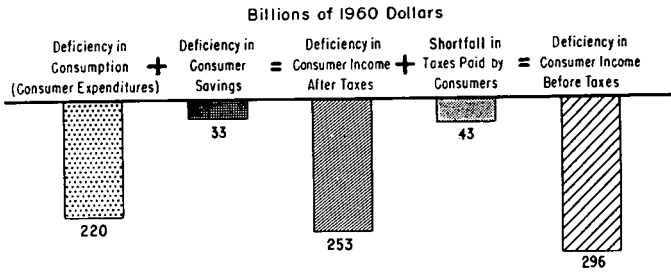 Billions of 1960 Dollars
Deficiency in
Consumption
(Consumer Expenditures)
+
Deficiency in
Consumer
Savings
=
Deficiency in
Consumer Income
After Taxes
+
Shortfall in
Taxes Paid by
Consumers
=
Deficiency in
Consumer Income
Before Taxes
220
33
253
43
296